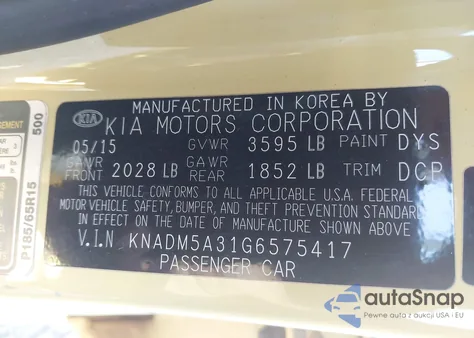 MANUFACTURED IN KOREA BY
KIA KIA MOTORS CORPORATION
05/15 GVWR 3595 LB PAINT DYS
GAWR FRONT 2028 LB GAWR REAR 1852 LB TRIM DCP
THIS VEHICLE CONFORMS TO ALL APPLICABLE U.S.A. FEDERAL
MOTOR VEHICLE SAFETY, BUMPER, AND THEFT PREVENTION STANDARD
IN EFFECT ON THE DATE OF MANUFACTURE SHOWN ABOVE
V.I.N KNADM5A31G6575417
PASSENGER CAR
P185/65R15
500
autoSnap
Pewne auta z aukcji USA i EU